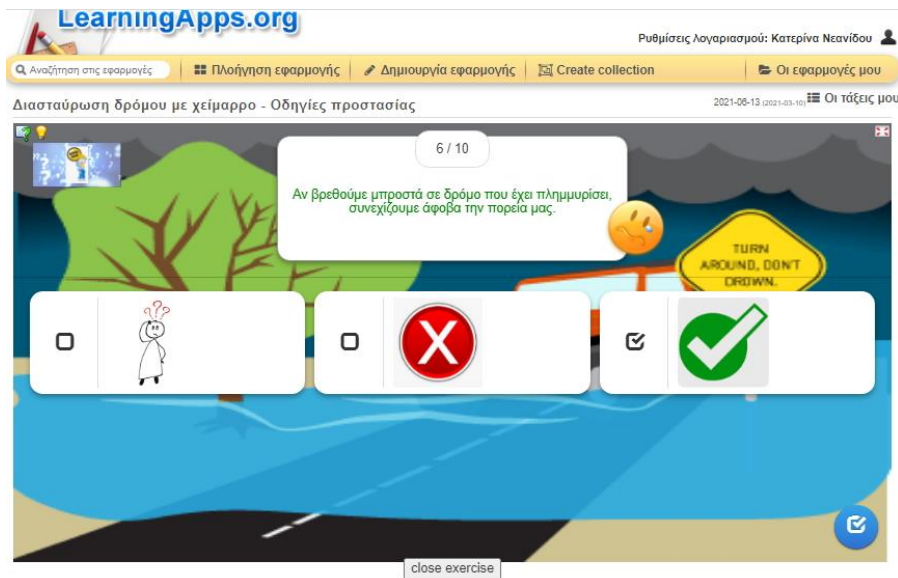 LearningApps.org
Ρυθμίσεις Λογαριασμού: Κατερίνα Νεανίδου
Αναζήτηση στις εφαρμογές
Πλοήγηση εφαρμογής
Δημιουργία εφαρμογής
Create collection
Οι εφαρμογές μου
Διασταύρωση δρόμου με χείμαρρο - Οδηγίες προστασίας
2021-06-13 (2021-03-10)
Οι τάξεις μου
6 / 10
Αν βρεθούμε μπροστά σε δρόμο που έχει πλημμυρίσει,
συνεχίζουμε άφοβα την πορεία μας.
TURN
AROUND, DON'T
DROWN.
???
X
close exercise